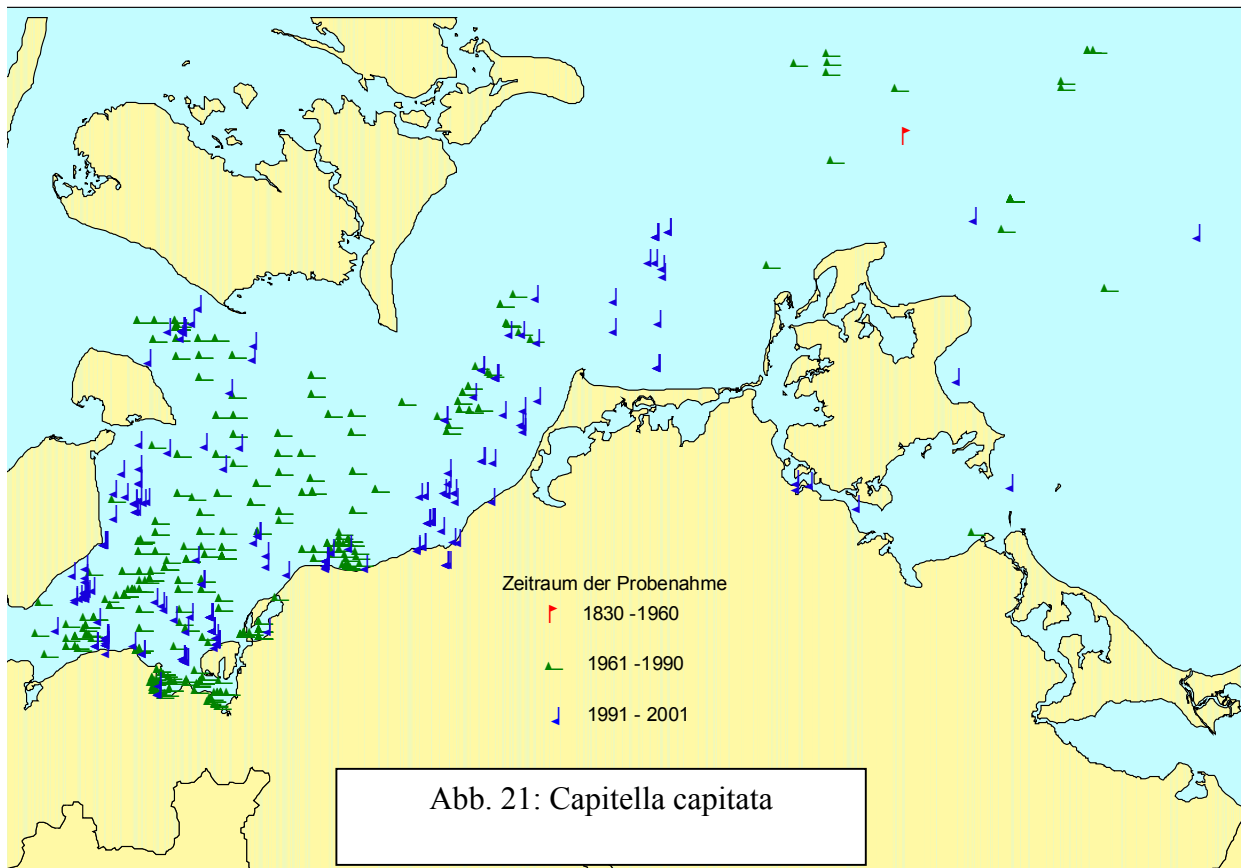 Zeitraum der Probenahme
1830 -1960
1961 -1990
1991 - 2001
Abb. 21: Capitella capitata